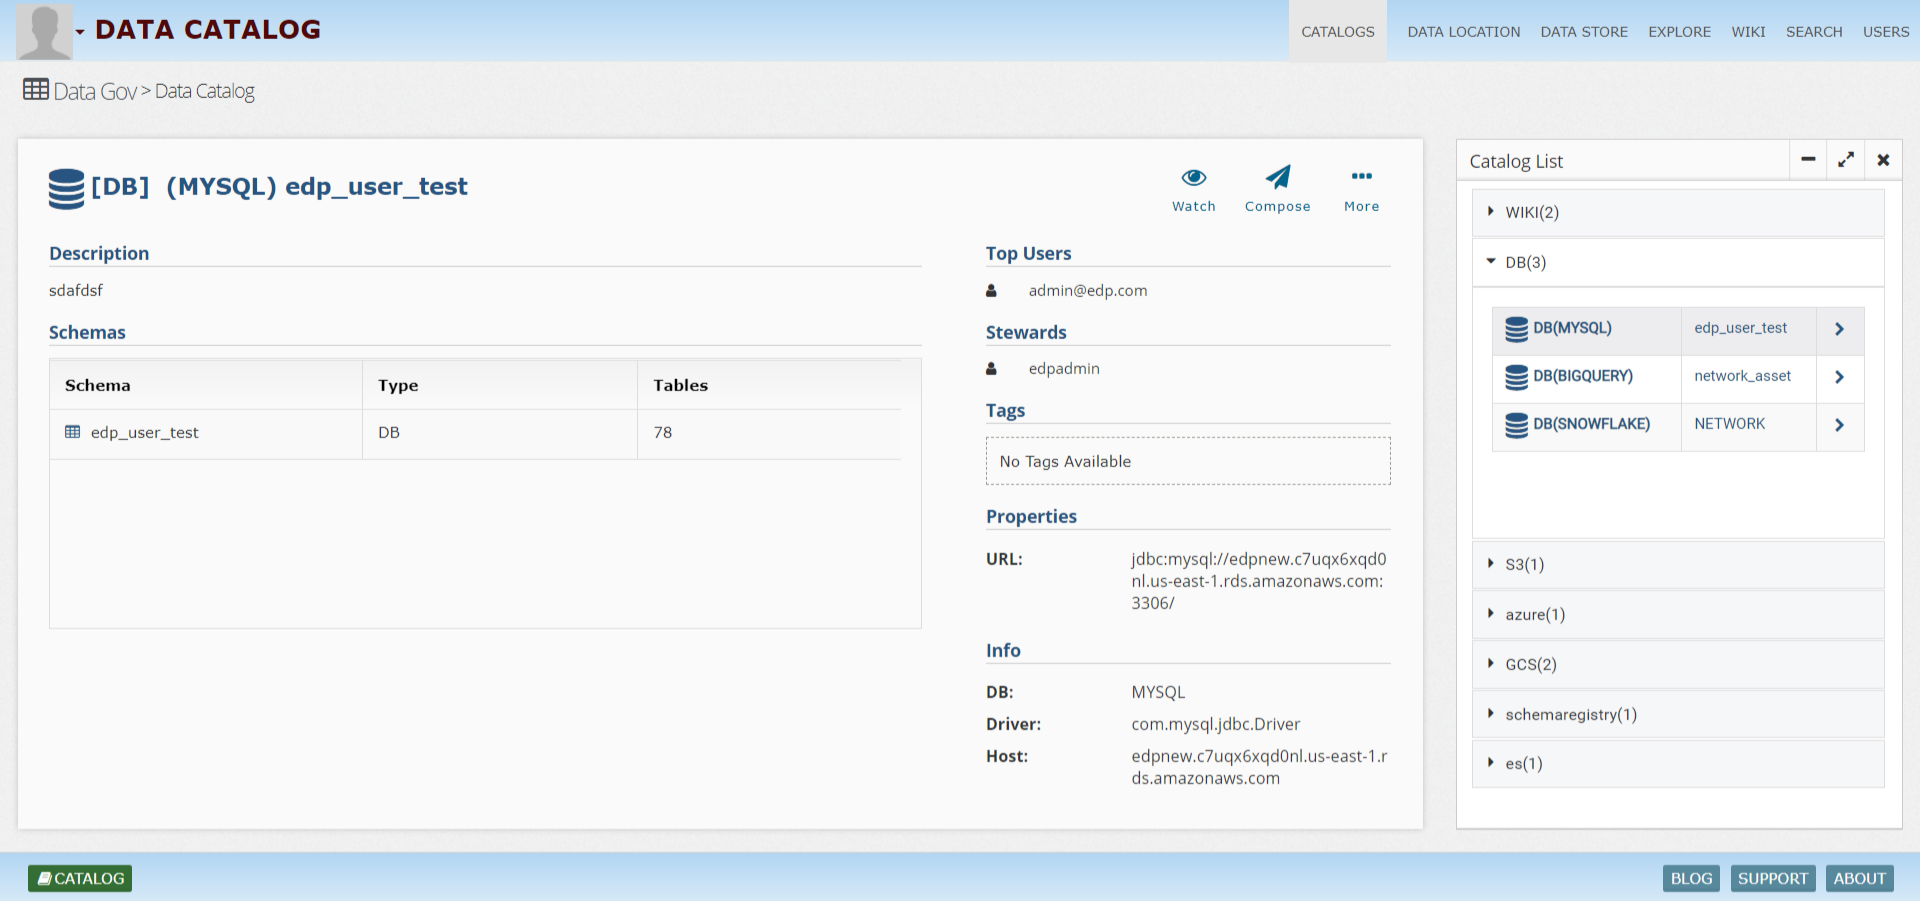 DATA CATALOG
CATALOGS DATA LOCATION DATA STORE EXPLORE WIKI SEARCH USERS
Data Gov > Data Catalog
[DB] (MYSQL) edp_user_test
Watch Compose More
Description
sdafdsf
Schemas
Schema Type Tables
edp_user_test DB 78
Top Users
admin@edp.com
Stewards
edpadmin
Tags
No Tags Available
Properties
URL: jdbc:mysql://edpnew.c7uqx6xqd0
nl.us-east-1.rds.amazonaws.com:
3306/
Info
DB: MYSQL
Driver: com.mysql.jdbc.Driver
Host: edpnew.c7uqx6xqd0nl.us-east-1.r
ds.amazonaws.com
Catalog List
WIKI(2)
DB(3)
DB(MYSQL) edp_user_test
DB(BIGQUERY) network_asset
DB(SNOWFLAKE) NETWORK
S3(1)
azure(1)
GCS(2)
schemaregistry(1)
es(1)
CATALOG
BLOG SUPPORT ABOUT